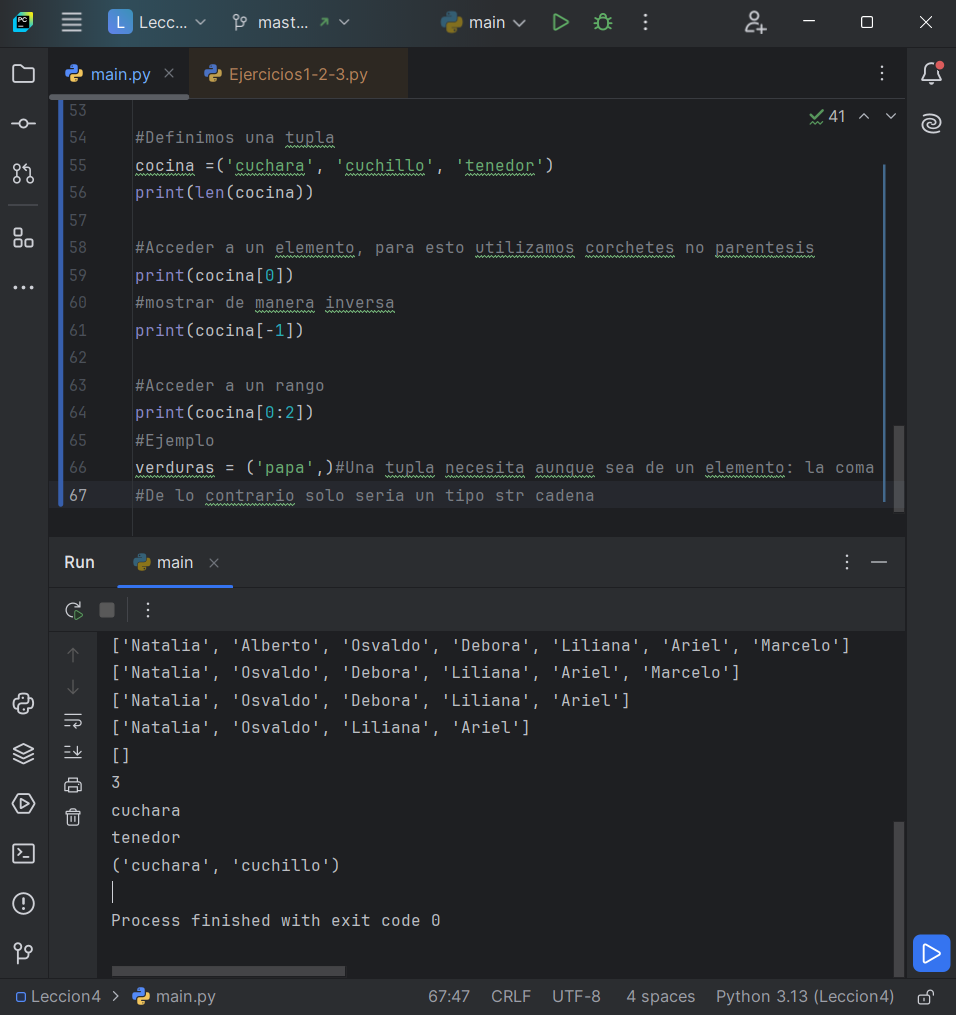 L Lecc... mast... main
main.py Ejercicios1-2-3.py
41
53
54 #Definimos una tupla
55 cocina =('cuchara', 'cuchillo', 'tenedor')
56 print(len(cocina))
57
58 #Acceder a un elemento, para esto utilizamos corchetes no parentesis
59 print(cocina[0])
60 #mostrar de manera inversa
61 print(cocina[-1])
62
63 #Acceder a un rango
64 print(cocina[0:2])
65 #Ejemplo
66 verduras = ('papa',)#Una tupla necesita aunque sea de un elemento: la coma
67 #De lo contrario solo seria un tipo str cadena
Run main
['Natalia', 'Alberto', 'Osvaldo', 'Debora', 'Liliana', 'Ariel', 'Marcelo']
['Natalia', 'Osvaldo', 'Debora', 'Liliana', 'Ariel', 'Marcelo']
['Natalia', 'Osvaldo', 'Debora', 'Liliana', 'Ariel']
['Natalia', 'Osvaldo', 'Liliana', 'Ariel']
[]
3
cuchara
tenedor
('cuchara', 'cuchillo')
Process finished with exit code 0
Leccion4 > main.py 67:47 CRLF UTF-8 4 spaces Python 3.13 (Leccion4)